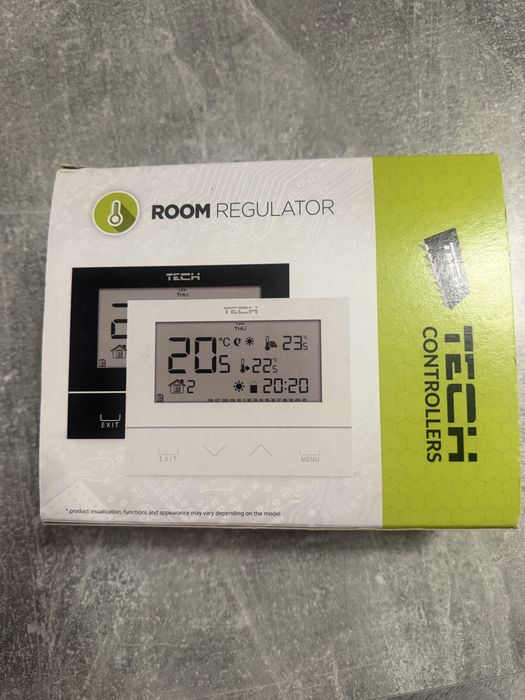 ROOM REGULATOR
TECH
THU
EXIT
TECH
THU
20.5 °C 23.5 °C
22.5 °C
2 20:20
EXIT MENU
* product visualization, functions and appearance may vary depending on the model
TECH
CONTROLLERS